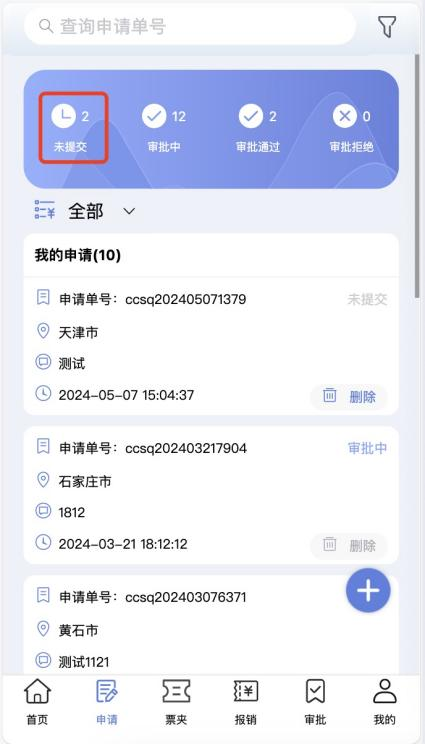 查询申请单号
2 12 2 0
未提交 审批中 审批通过 审批拒绝
全部
我的申请(10)
申请单号：ccsq202405071379 未提交
天津市
测试
2024-05-07 15:04:37 删除
申请单号：ccsq202403217904 审批中
石家庄市
1812
2024-03-21 18:12:12 删除
申请单号：ccsq202403076371
黄石市
测试1121
首页 申请 票夹 报销 审批 我的